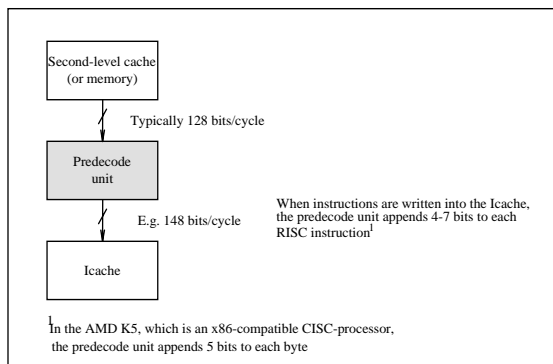 Second-level cache
(or memory)
Typically 128 bits/cycle
Predecode
unit
E.g. 148 bits/cycle
When instructions are written into the Icache,
the predecode unit appends 4-7 bits to each
RISC instruction1
Icache
1In the AMD K5, which is an x86-compatible CISC-processor,
the predecode unit appends 5 bits to each byte